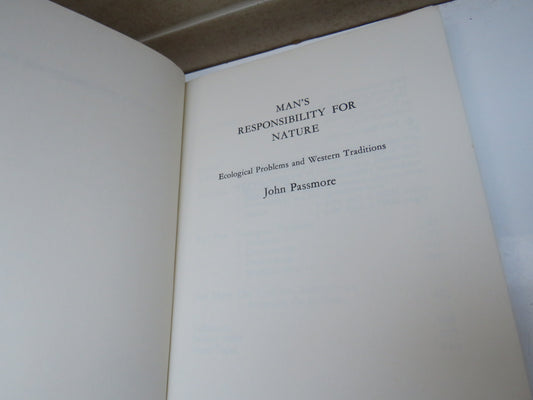 MAN'S
RESPONSIBILITY FOR
NATURE
Ecological Problems and Western Traditions
John Passmore